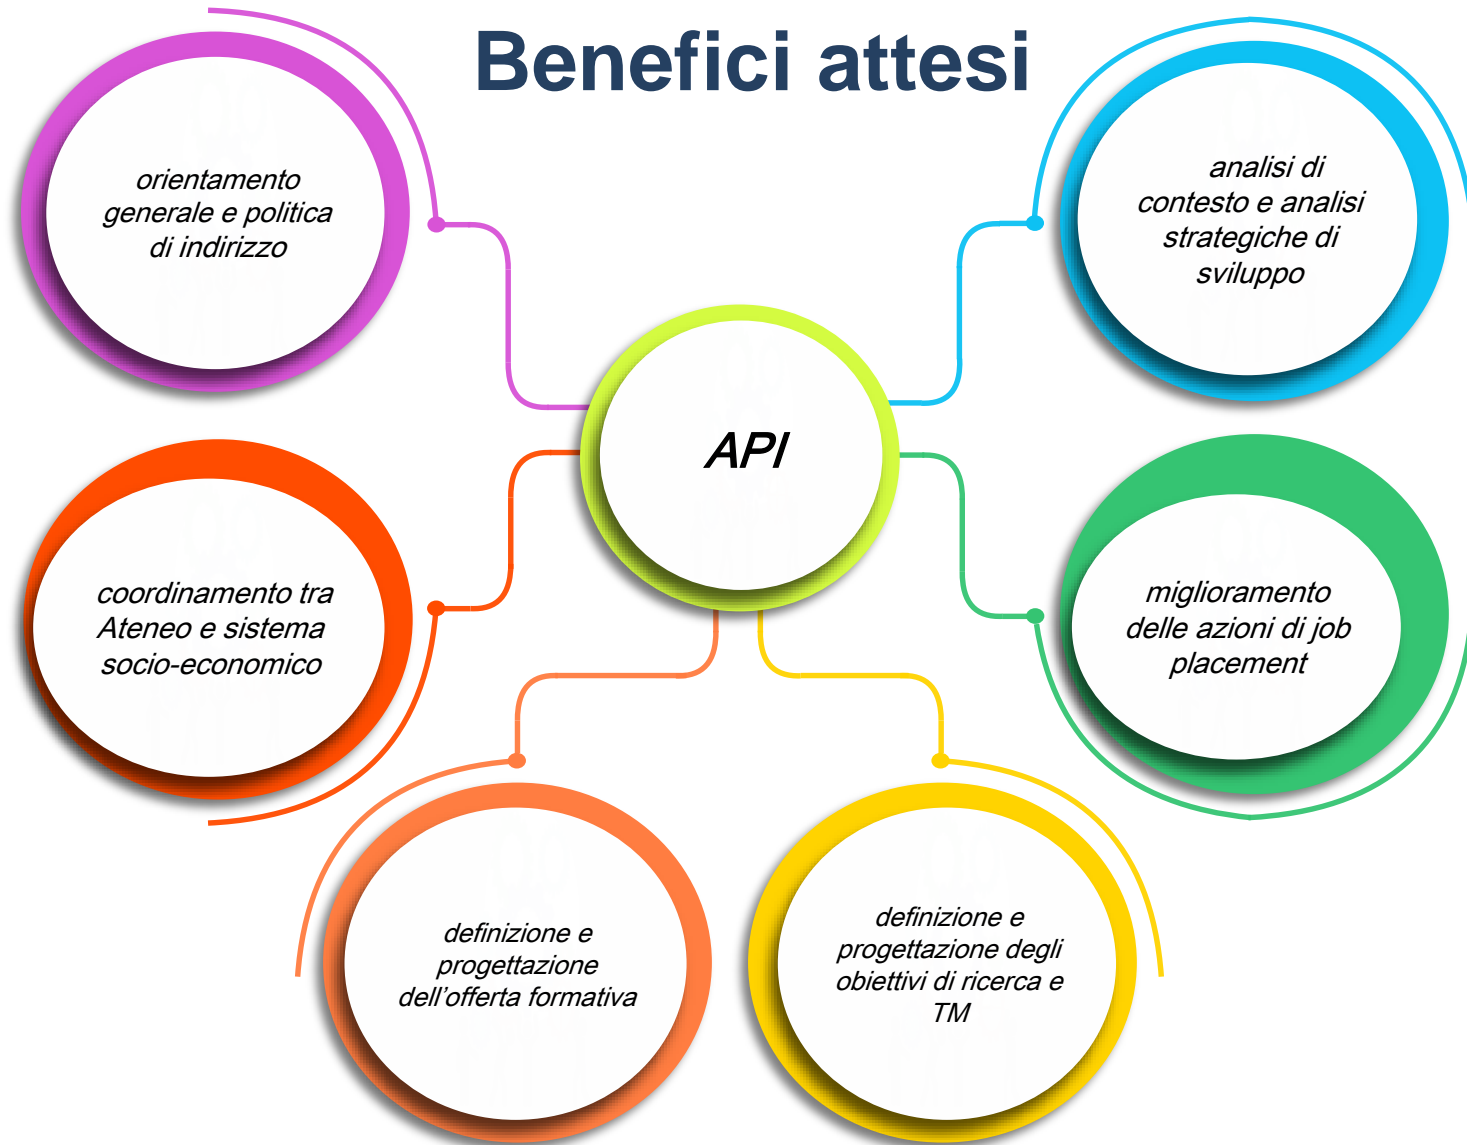 Benefici attesi
orientamento
generale e politica
di indirizzo
analisi di
contesto e analisi
strategiche di
sviluppo
API
coordinamento tra
Ateneo e sistema
socio-economico
miglioramento
delle azioni di job
placement
definizione e
progettazione
dell’offerta formativa
definizione e
progettazione degli
obiettivi di ricerca e
TM